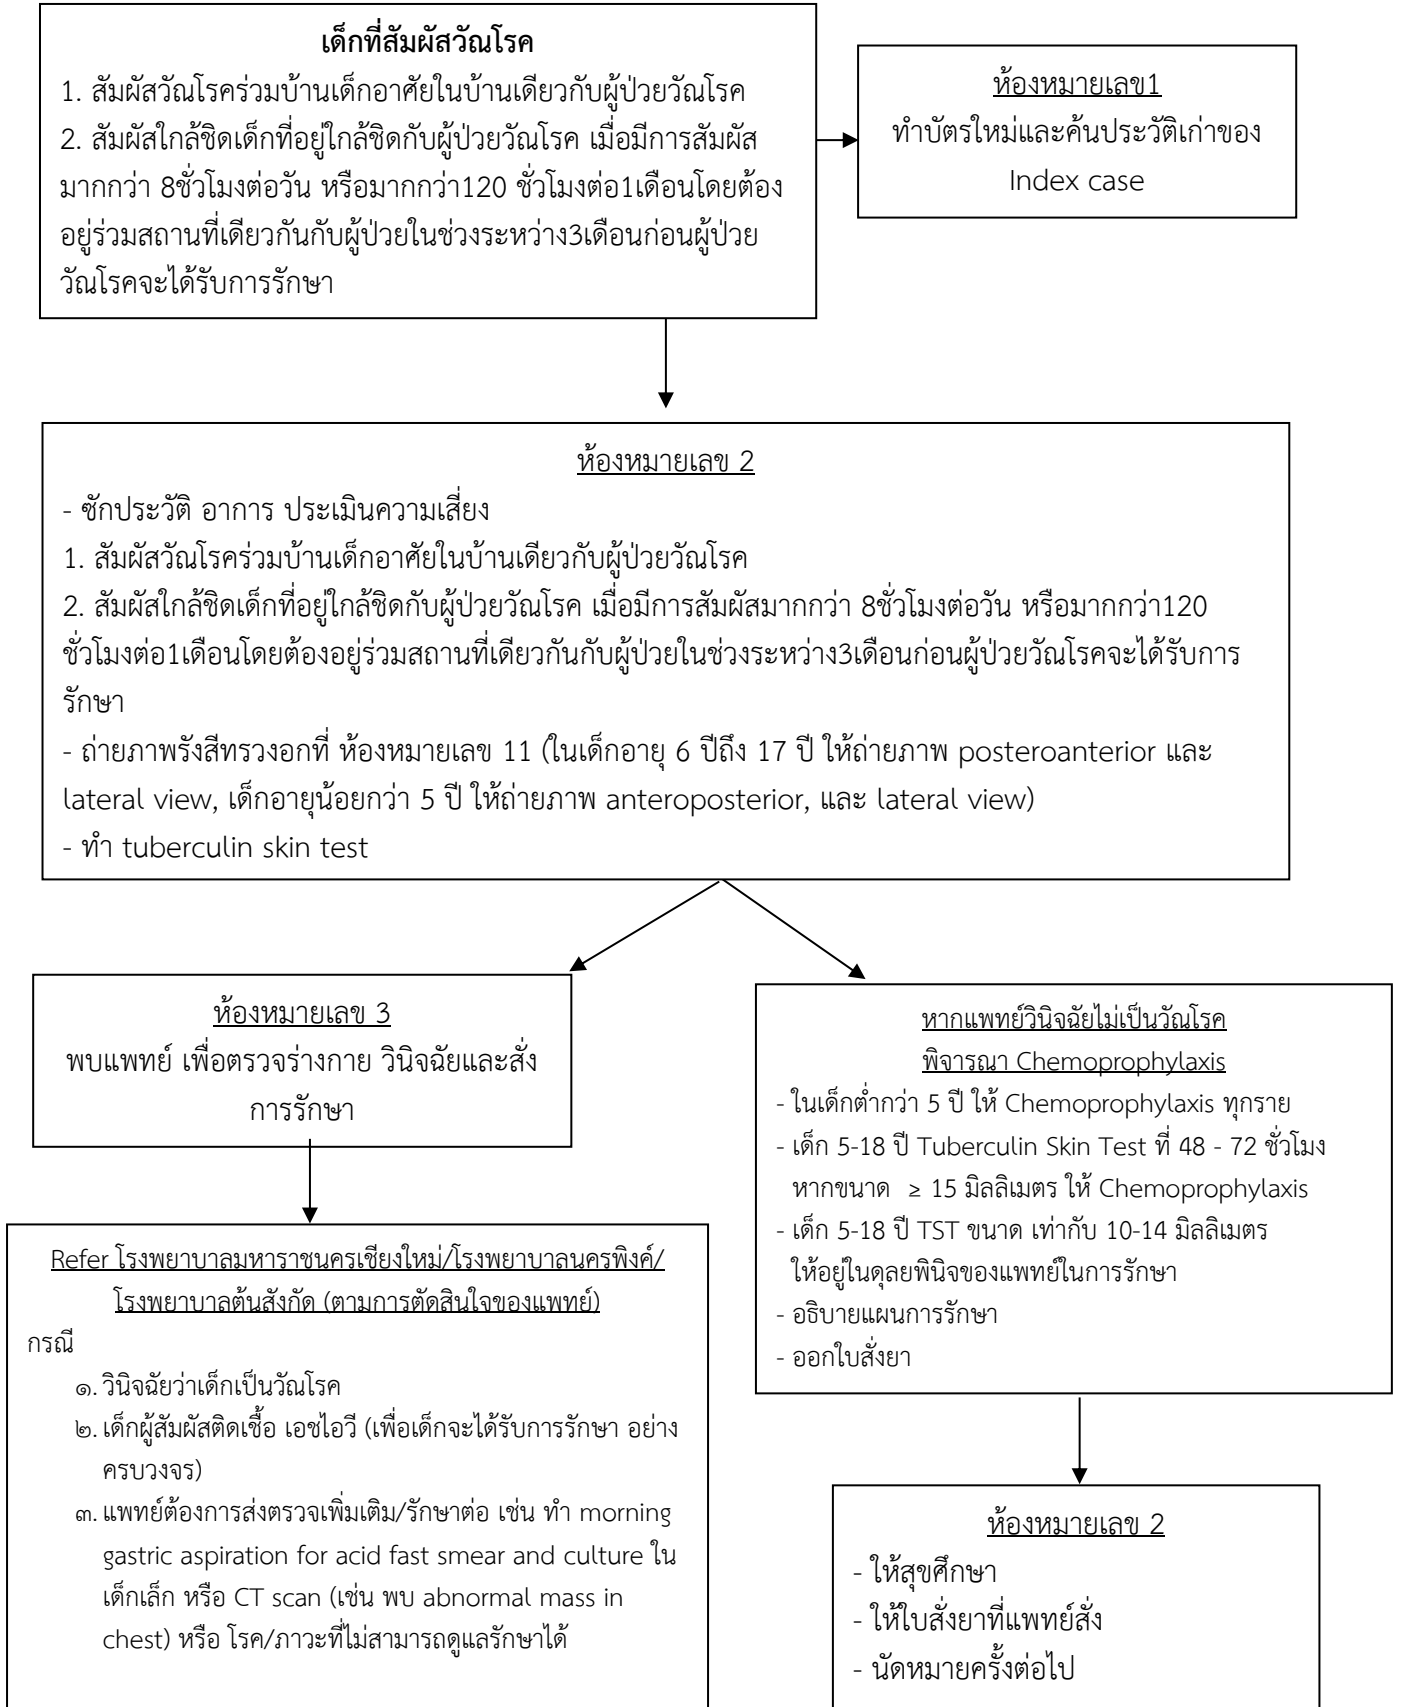 เด็กที่สัมผัสวัณโรค
1. สัมผัสวัณโรคร่วมบ้านเด็กอาศัยในบ้านเดียวกับผู้ป่วยวัณโรค
2. สัมผัสใกล้ชิดเด็กที่อยู่ใกล้ชิดกับผู้ป่วยวัณโรค เมื่อมีการสัมผัส
มากกว่า 8ชั่วโมงต่อวัน หรือมากกว่า120 ชั่วโมงต่อ1เดือนโดยต้อง
อยู่ร่วมสถานที่เดียวกันกับผู้ป่วยในช่วงระหว่าง3เดือนก่อนผู้ป่วย
วัณโรคจะได้รับการรักษา
ห้องหมายเลข1
ทำบัตรใหม่และค้นประวัติเก่าของ
Index case
ห้องหมายเลข 2
- ซักประวัติ อาการ ประเมินความเสี่ยง
1. สัมผัสวัณโรคร่วมบ้านเด็กอาศัยในบ้านเดียวกับผู้ป่วยวัณโรค
2. สัมผัสใกล้ชิดเด็กที่อยู่ใกล้ชิดกับผู้ป่วยวัณโรค เมื่อมีการสัมผัสมากกว่า 8ชั่วโมงต่อวัน หรือมากกว่า120
ชั่วโมงต่อ1เดือนโดยต้องอยู่ร่วมสถานที่เดียวกันกับผู้ป่วยในช่วงระหว่าง3เดือนก่อนผู้ป่วยวัณโรคจะได้รับการ
รักษา
- ถ่ายภาพรังสีทรวงอกที่ ห้องหมายเลข 11 (ในเด็กอายุ 6 ปีถึง 17 ปี ให้ถ่ายภาพ posteroanterior และ
lateral view, เด็กอายุน้อยกว่า 5 ปี ให้ถ่ายภาพ anteroposterior, และ lateral view)
- ทำ tuberculin skin test
ห้องหมายเลข 3
พบแพทย์ เพื่อตรวจร่างกาย วินิจฉัยและสั่ง
การรักษา
หากแพทย์วินิจฉัยไม่เป็นวัณโรค
พิจารณา Chemoprophylaxis
- ในเด็กต่ำกว่า 5 ปี ให้ Chemoprophylaxis ทุกราย
- เด็ก 5-18 ปี Tuberculin Skin Test ที่ 48 - 72 ชั่วโมง
หากขนาด ≥ 15 มิลลิเมตร ให้ Chemoprophylaxis
- เด็ก 5-18 ปี TST ขนาด เท่ากับ 10-14 มิลลิเมตร
ให้อยู่ในดุลยพินิจของแพทย์ในการรักษา
- อธิบายแผนการรักษา
- ออกใบสั่งยา
Refer โรงพยาบาลมหาราชนครเชียงใหม่/โรงพยาบาลนครพิงค์/
โรงพยาบาลต้นสังกัด (ตามการตัดสินใจของแพทย์)
กรณี
๑. วินิจฉัยว่าเด็กเป็นวัณโรค
๒. เด็กผู้สัมผัสติดเชื้อ เอชไอวี (เพื่อเด็กจะได้รับการรักษา อย่าง
ครบวงจร)
๓. แพทย์ต้องการส่งตรวจเพิ่มเติม/รักษาต่อ เช่น ทำ morning
gastric aspiration for acid fast smear and culture ใน
เด็กเล็ก หรือ CT scan (เช่น พบ abnormal mass in
chest) หรือ โรค/ภาวะที่ไม่สามารถดูแลรักษาได้
ห้องหมายเลข 2
- ให้สุขศึกษา
- ให้ใบสั่งยาที่แพทย์สั่ง
- นัดหมายครั้งต่อไป